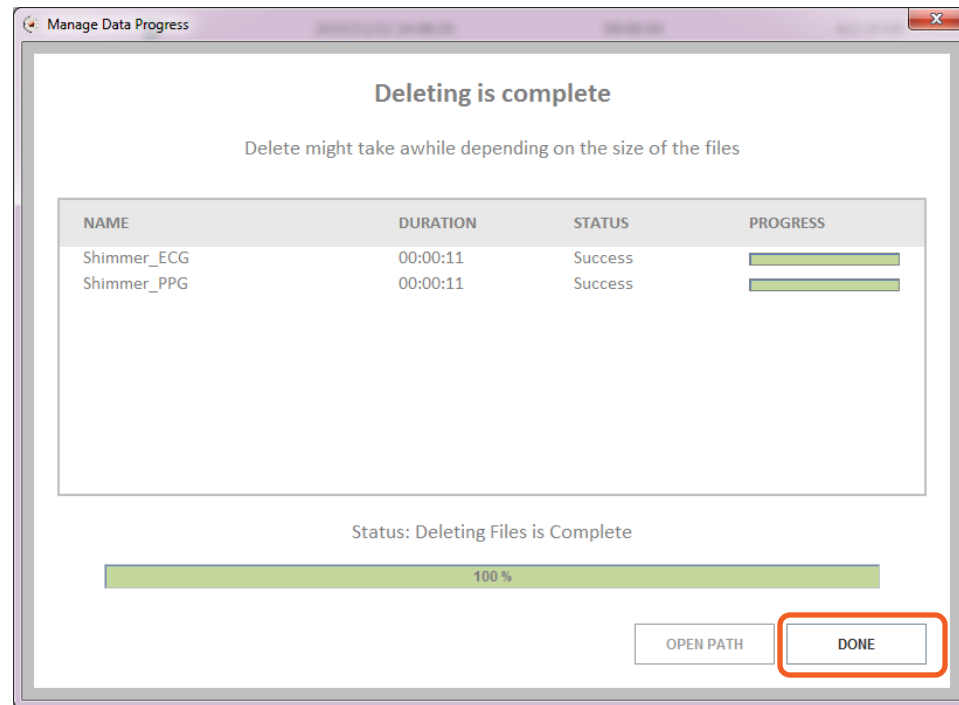 Manage Data Progress
Deleting is complete
Delete might take awhile depending on the size of the files
NAME DURATION STATUS PROGRESS
Shimmer_ECG 00:00:11 Success
Shimmer_PPG 00:00:11 Success
Status: Deleting Files is Complete
100 %
OPEN PATH DONE